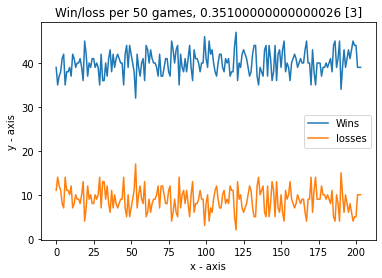 Win/loss per 50 games, 0.35100000000000026 [3]
y - axis
40
30
20
10
0
Wins
losses
0 25 50 75 100 125 150 175 200
x - axis